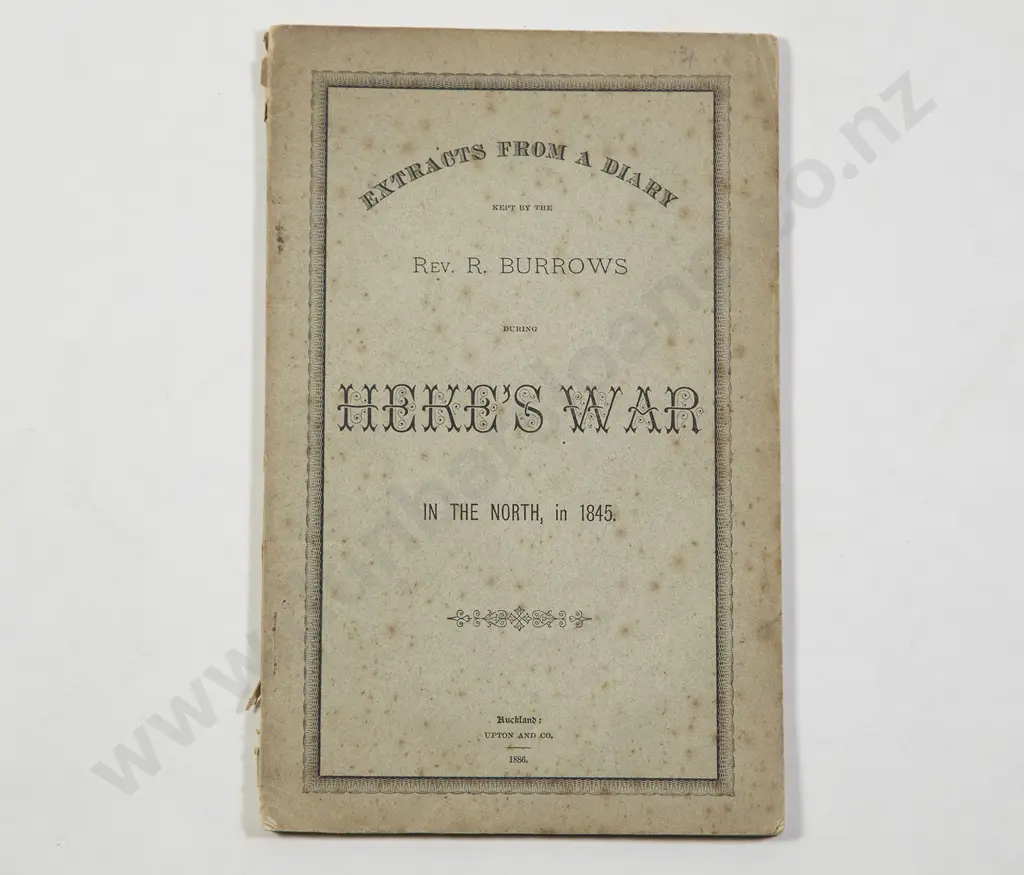 EXTRACTS FROM A DIARY
KEPT BY THE
REV. R. BURROWS
DURING
HEKE'S WAR
IN THE NORTH, in 1845.
Auckland:
UPTON AND CO.
1886.